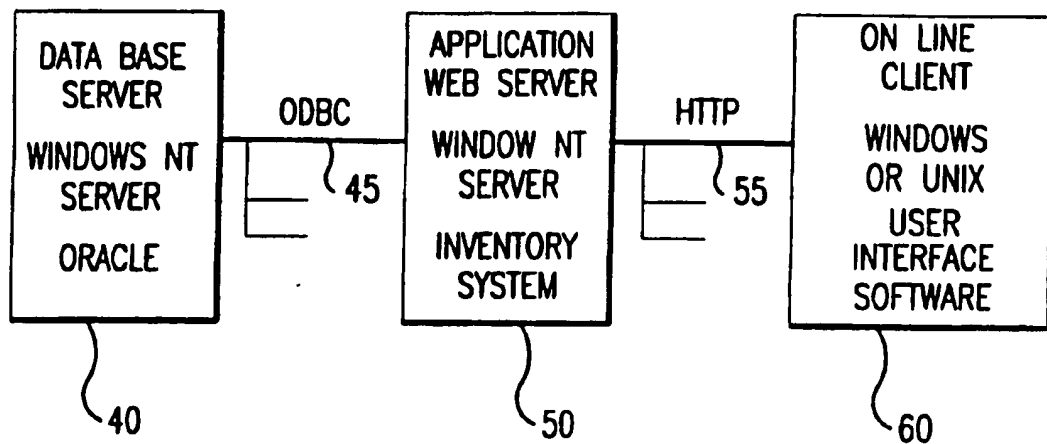 DATA BASE
SERVER
WINDOWS NT
SERVER
ORACLE
ODBC
45
APPLICATION
WEB SERVER
WINDOW NT
SERVER
INVENTORY
SYSTEM
HTTP
55
ON LINE
CLIENT
WINDOWS
OR UNIX
USER
INTERFACE
SOFTWARE
40
50
60